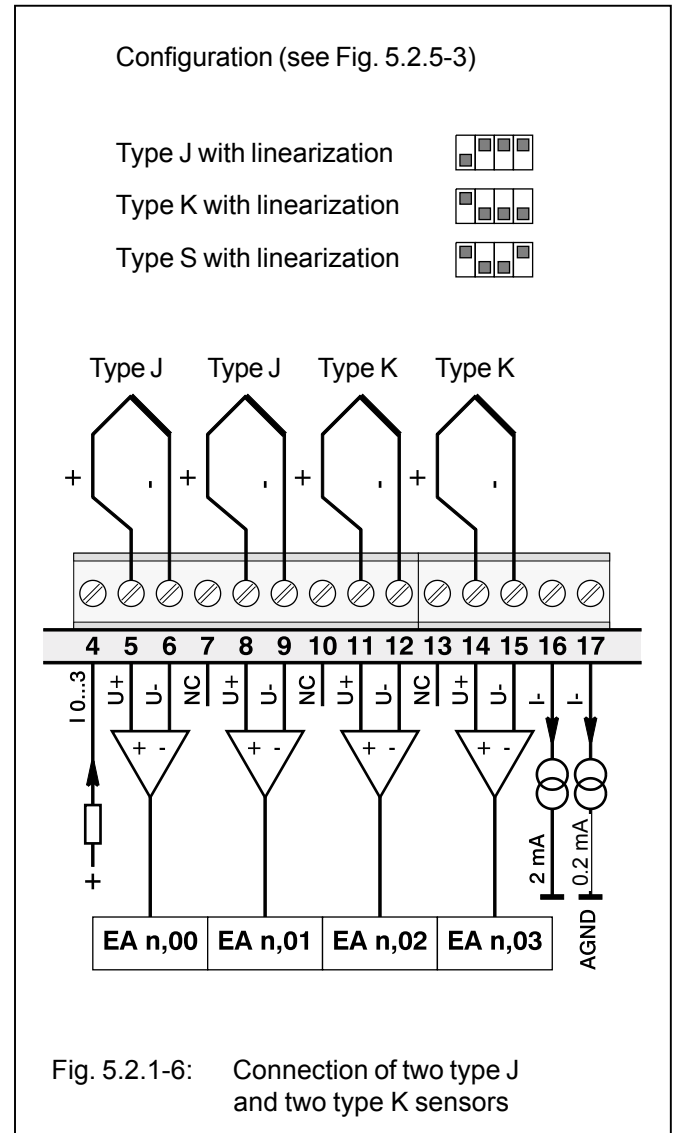 Configuration (see Fig. 5.2.5-3)
Type J with linearization
Type K with linearization
Type S with linearization
Type J Type J Type K Type K
+ - + - + - + -
4 5 6 7 8 9 10 11 12 13 14 15 16 17
I 0...3 U+ U- NC U+ U- NC U+ U- NC U+ U- I- I-
+ - + - + - + -
+ 2 mA 0.2 mA
EA n,00 EA n,01 EA n,02 EA n,03 AGND
Fig. 5.2.1-6: Connection of two type J
and two type K sensors